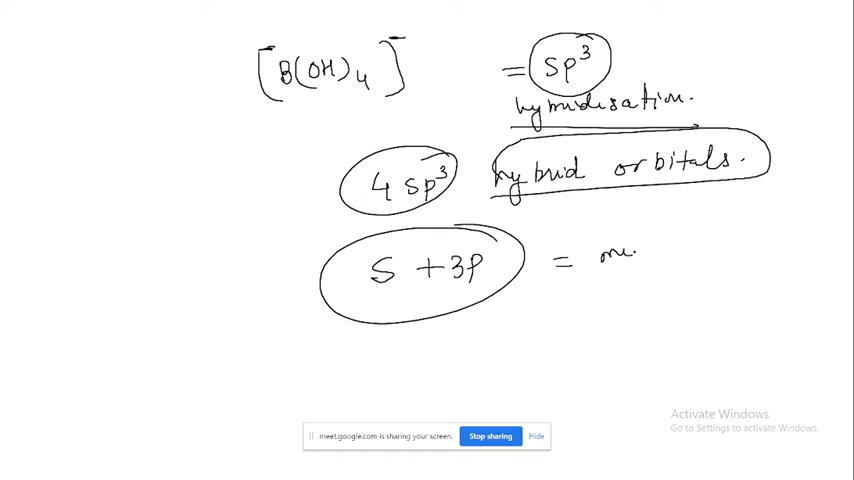 [B(OH)₄]⁻ = sp³
hybridisation.
4 sp³ hybrid orbitals.
S + 3p =
Activate Windows
Go to Settings to activate Windows.
meet.google.com is sharing your screen. Stop sharing Hide